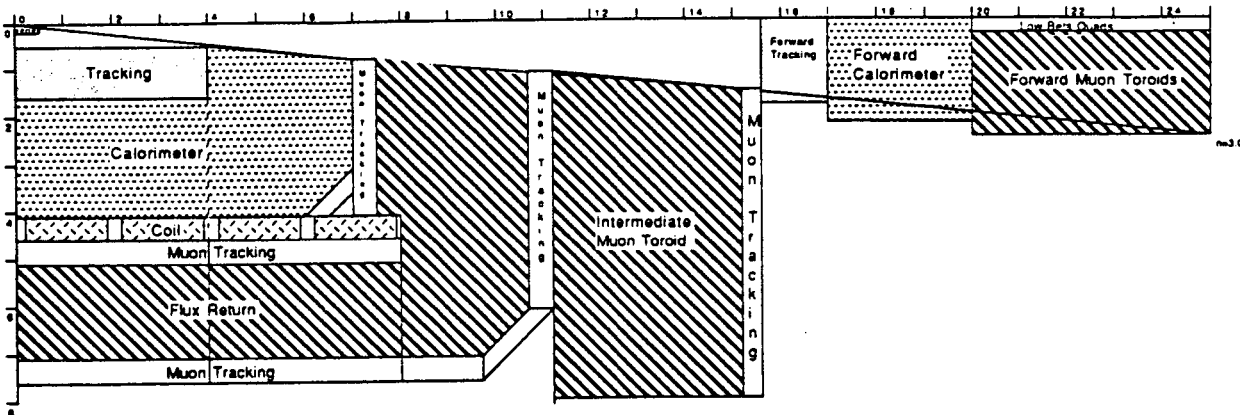 0 2 4 6 8 10 12 14 16 18 20 22 24
0
2
4
6
8
Tracking
Calorimeter
Coil
Muon Tracking
Flux Return
Muon Tracking
Muon Tracking
Muon Tracking
Intermediate
Muon Toroid
Muon Tracking
Forward
Tracking
Forward
Calorimeter
Low Beta Quads
Forward Muon Toroids
n=3.0